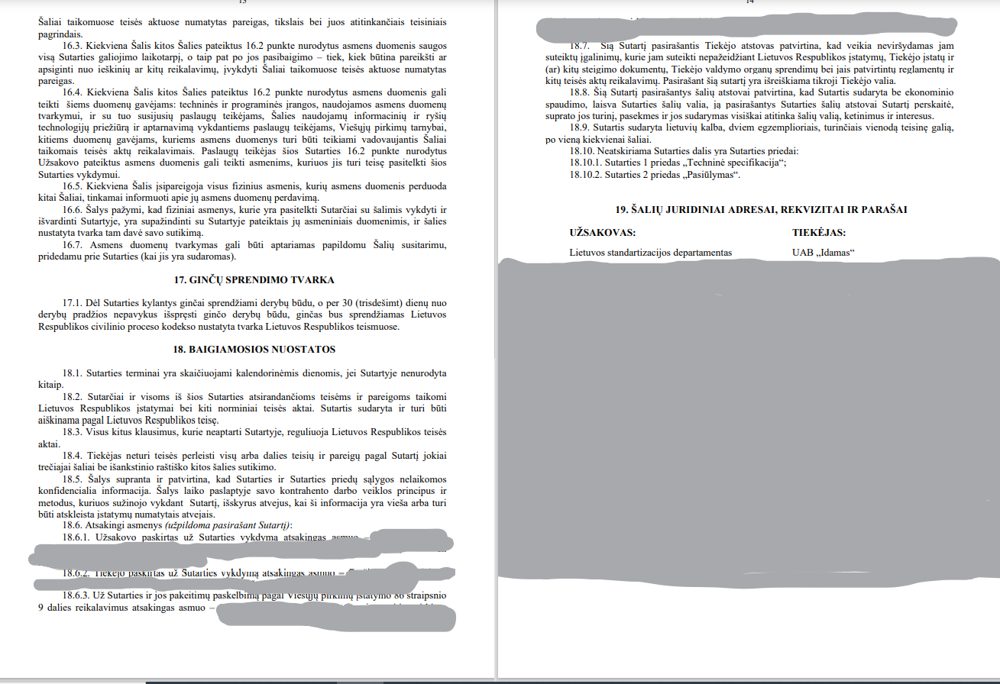 13
Šaliai taikomuose teisės aktuose numatytas pareigas, tikslais bei juos atitinkančiais teisiniais
pagrindais.
16.3. Kiekviena Šalis kitos Šalies pateiktus 16.2 punkte nurodytus asmens duomenis saugos
visą Sutarties galiojimo laikotarpį, o taip pat po jos pasibaigimo – tiek, kiek būtina pareikšti ar
apsiginti nuo ieškinių ar kitų reikalavimų, įvykdyti Šaliai taikomuose teisės aktuose numatytas
pareigas.
16.4. Kiekviena Šalis kitos Šalies pateiktus 16.2 punkte nurodytus asmens duomenis gali
teikti šiems duomenų gavėjams: techninės ir programinės įrangos, naudojamos asmens duomenų
tvarkymui, ir su tuo susijusių paslaugų teikėjams, Šalies naudojamų informacinių ir ryšių
technologijų priežiūrą ir aptarnavimą vykdantiems paslaugų teikėjams, Viešųjų pirkimų tarnybai,
kitiems duomenų gavėjams, kuriems asmens duomenys turi būti teikiami vadovaujantis Šaliai
taikomais teisės aktų reikalavimais. Paslaugų teikėjas šios Sutarties 16.2 punkte nurodytus
Užsakovo pateiktus asmens duomenis gali teikti asmenims, kuriuos jis turi teisę pasitelkti šios
Sutarties vykdymui.
16.5. Kiekviena Šalis įsipareigoja visus fizinius asmenis, kurių asmens duomenis perduoda
kitai Šaliai, tinkamai informuoti apie jų asmens duomenų perdavimą.
16.6. Šalys pažymi, kad fiziniai asmenys, kurie yra pasitelkti Sutarčiai su šalimis vykdyti ir
išvardinti Sutartyje, yra supažindinti su Sutartyje pateiktais jų asmeniniais duomenimis, ir šalies
nustatyta tvarka tam davė savo sutikimą.
16.7. Asmens duomenų tvarkymas gali būti aptariamas papildomu Šalių susitarimu,
pridedamu prie Sutarties (kai jis yra sudaromas).
17. GINČŲ SPRENDIMO TVARKA
17.1. Dėl Sutarties kylantys ginčai sprendžiami derybų būdu, o per 30 (trisdešimt) dienų nuo
derybų pradžios nepavykus išspręsti ginčo derybų būdu, ginčas bus sprendžiamas Lietuvos
Respublikos civilinio proceso kodekso nustatyta tvarka Lietuvos Respublikos teismuose.
18. BAIGIAMOSIOS NUOSTATOS
18.1. Sutarties terminai yra skaičiuojami kalendorinėmis dienomis, jei Sutartyje nenurodyta
kitaip.
18.2. Sutarčiai ir visoms iš šios Sutarties atsirandančioms teisėms ir pareigoms taikomi
Lietuvos Respublikos įstatymai bei kiti norminiai teisės aktai. Sutartis sudaryta ir turi būti
aiškinama pagal Lietuvos Respublikos teisę.
18.3. Visus kitus klausimus, kurie neaptarti Sutartyje, reguliuoja Lietuvos Respublikos teisės
aktai.
18.4. Tiekėjas neturi teisės perleisti visų arba dalies teisių ir pareigų pagal Sutartį jokiai
trečiajai šaliai be išankstinio raštiško kitos šalies sutikimo.
18.5. Šalys supranta ir patvirtina, kad Sutarties ir Sutarties priedų sąlygos nelaikomos
konfidencialia informacija. Šalys laiko paslaptyje savo kontrahento darbo veiklos principus ir
metodus, kuriuos sužinojo vykdant Sutartį, išskyrus atvejus, kai ši informacija yra vieša arba turi
būti atskleista įstatymų numatytais atvejais.
18.6. Atsakingi asmenys (užpildoma pasirašant Sutartį):
18.6.1. Užsakovo paskirtas už Sutarties vykdymą atsakingas asmuo –
18.6.2. Tiekėjo paskirtas už Sutarties vykdymą atsakingas asmuo –
18.6.3. Už Sutarties ir jos pakeitimų paskelbimą pagal Viešųjų pirkimų įstatymo 86 straipsnio
9 dalies reikalavimus atsakingas asmuo –
14
18.7. Šią Sutartį pasirašantis Tiekėjo atstovas patvirtina, kad veikia neviršydamas jam
suteiktų įgalinimų, kurie jam suteikti nepažeidžiant Lietuvos Respublikos įstatymų, Tiekėjo įstatų ir
(ar) kitų steigimo dokumentų, Tiekėjo valdymo organų sprendimų bei jais patvirtintų reglamentų ir
kitų teisės aktų reikalavimų. Pasirašant šią sutartį yra išreiškiama tikroji Tiekėjo valia.
18.8. Šią Sutartį pasirašantys šalių atstovai patvirtina, kad Sutartis sudaryta be ekonominio
spaudimo, laisva Sutarties šalių valia, ją pasirašantys Sutarties šalių atstovai Sutartį perskaitė,
suprato jos turinį, pasekmes ir jos sudarymas visiškai atitinka šalių valią, ketinimus ir interesus.
18.9. Sutartis sudaryta lietuvių kalba, dviem egzemplioriais, turinčiais vienodą teisinę galią,
po vieną kiekvienai šaliai.
18.10. Neatskiriama Sutarties dalis yra Sutarties priedai:
18.10.1. Sutarties 1 priedas „Techninė specifikacija“;
18.10.2. Sutarties 2 priedas „Pasiūlymas“.
19. ŠALIŲ JURIDINIAI ADRESAI, REKVIZITAI IR PARAŠAI
UŽSAKOVAS: TIEKĖJAS:
Lietuvos standartizacijos departamentas UAB „Idamas“